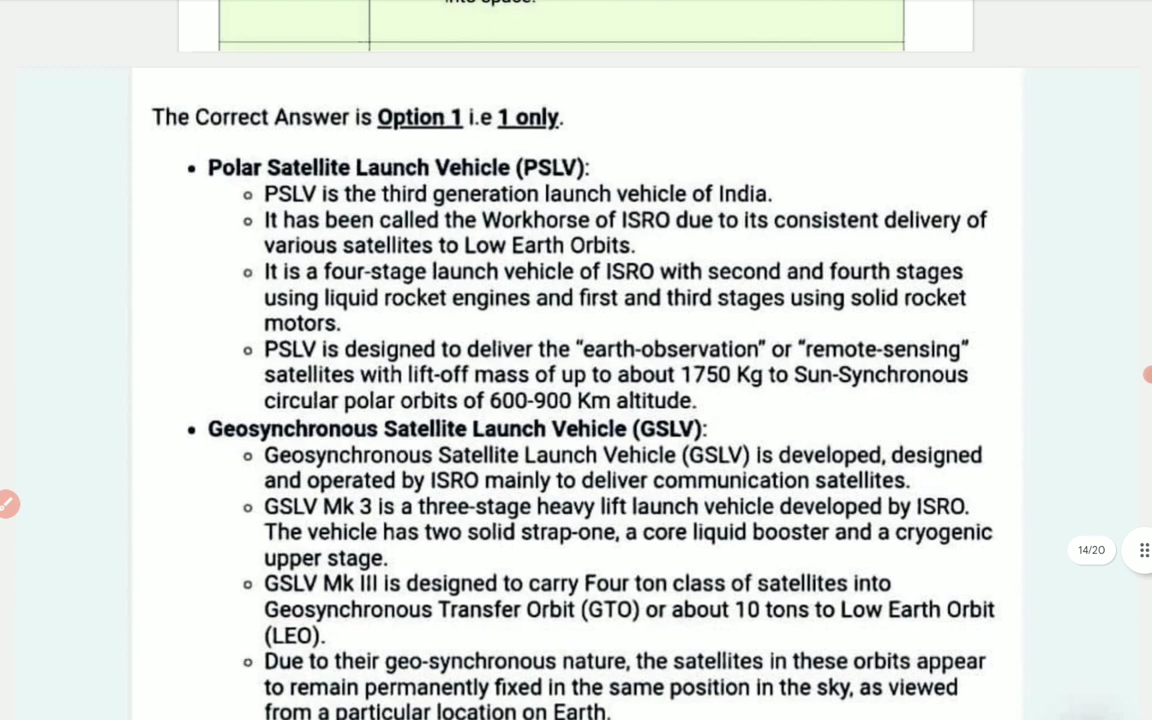 into space.
The Correct Answer is Option 1 i.e 1 only.
• Polar Satellite Launch Vehicle (PSLV):
○ PSLV is the third generation launch vehicle of India.
○ It has been called the Workhorse of ISRO due to its consistent delivery of
various satellites to Low Earth Orbits.
○ It is a four-stage launch vehicle of ISRO with second and fourth stages
using liquid rocket engines and first and third stages using solid rocket
motors.
○ PSLV is designed to deliver the “earth-observation” or “remote-sensing”
satellites with lift-off mass of up to about 1750 Kg to Sun-Synchronous
circular polar orbits of 600-900 Km altitude.
• Geosynchronous Satellite Launch Vehicle (GSLV):
○ Geosynchronous Satellite Launch Vehicle (GSLV) is developed, designed
and operated by ISRO mainly to deliver communication satellites.
○ GSLV Mk 3 is a three-stage heavy lift launch vehicle developed by ISRO.
The vehicle has two solid strap-one, a core liquid booster and a cryogenic
upper stage.
○ GSLV Mk III is designed to carry Four ton class of satellites into
Geosynchronous Transfer Orbit (GTO) or about 10 tons to Low Earth Orbit
(LEO).
○ Due to their geo-synchronous nature, the satellites in these orbits appear
to remain permanently fixed in the same position in the sky, as viewed
from a particular location on Earth.
14/20